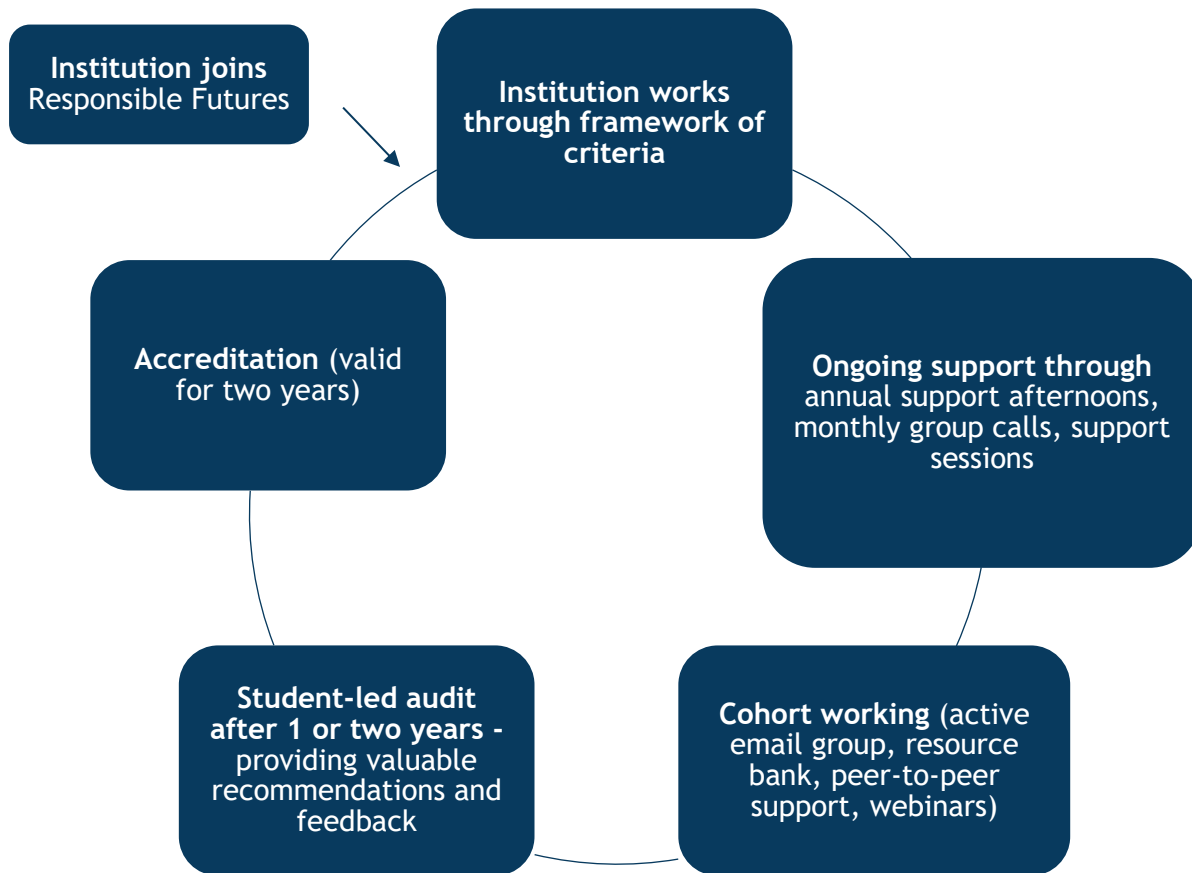 Institution joins
Responsible Futures
Institution works
through framework of
criteria
Ongoing support through
annual support afternoons,
monthly group calls, support
sessions
Cohort working (active
email group, resource
bank, peer-to-peer
support, webinars)
Student-led audit
after 1 or two years -
providing valuable
recommendations and
feedback
Accreditation (valid
for two years)